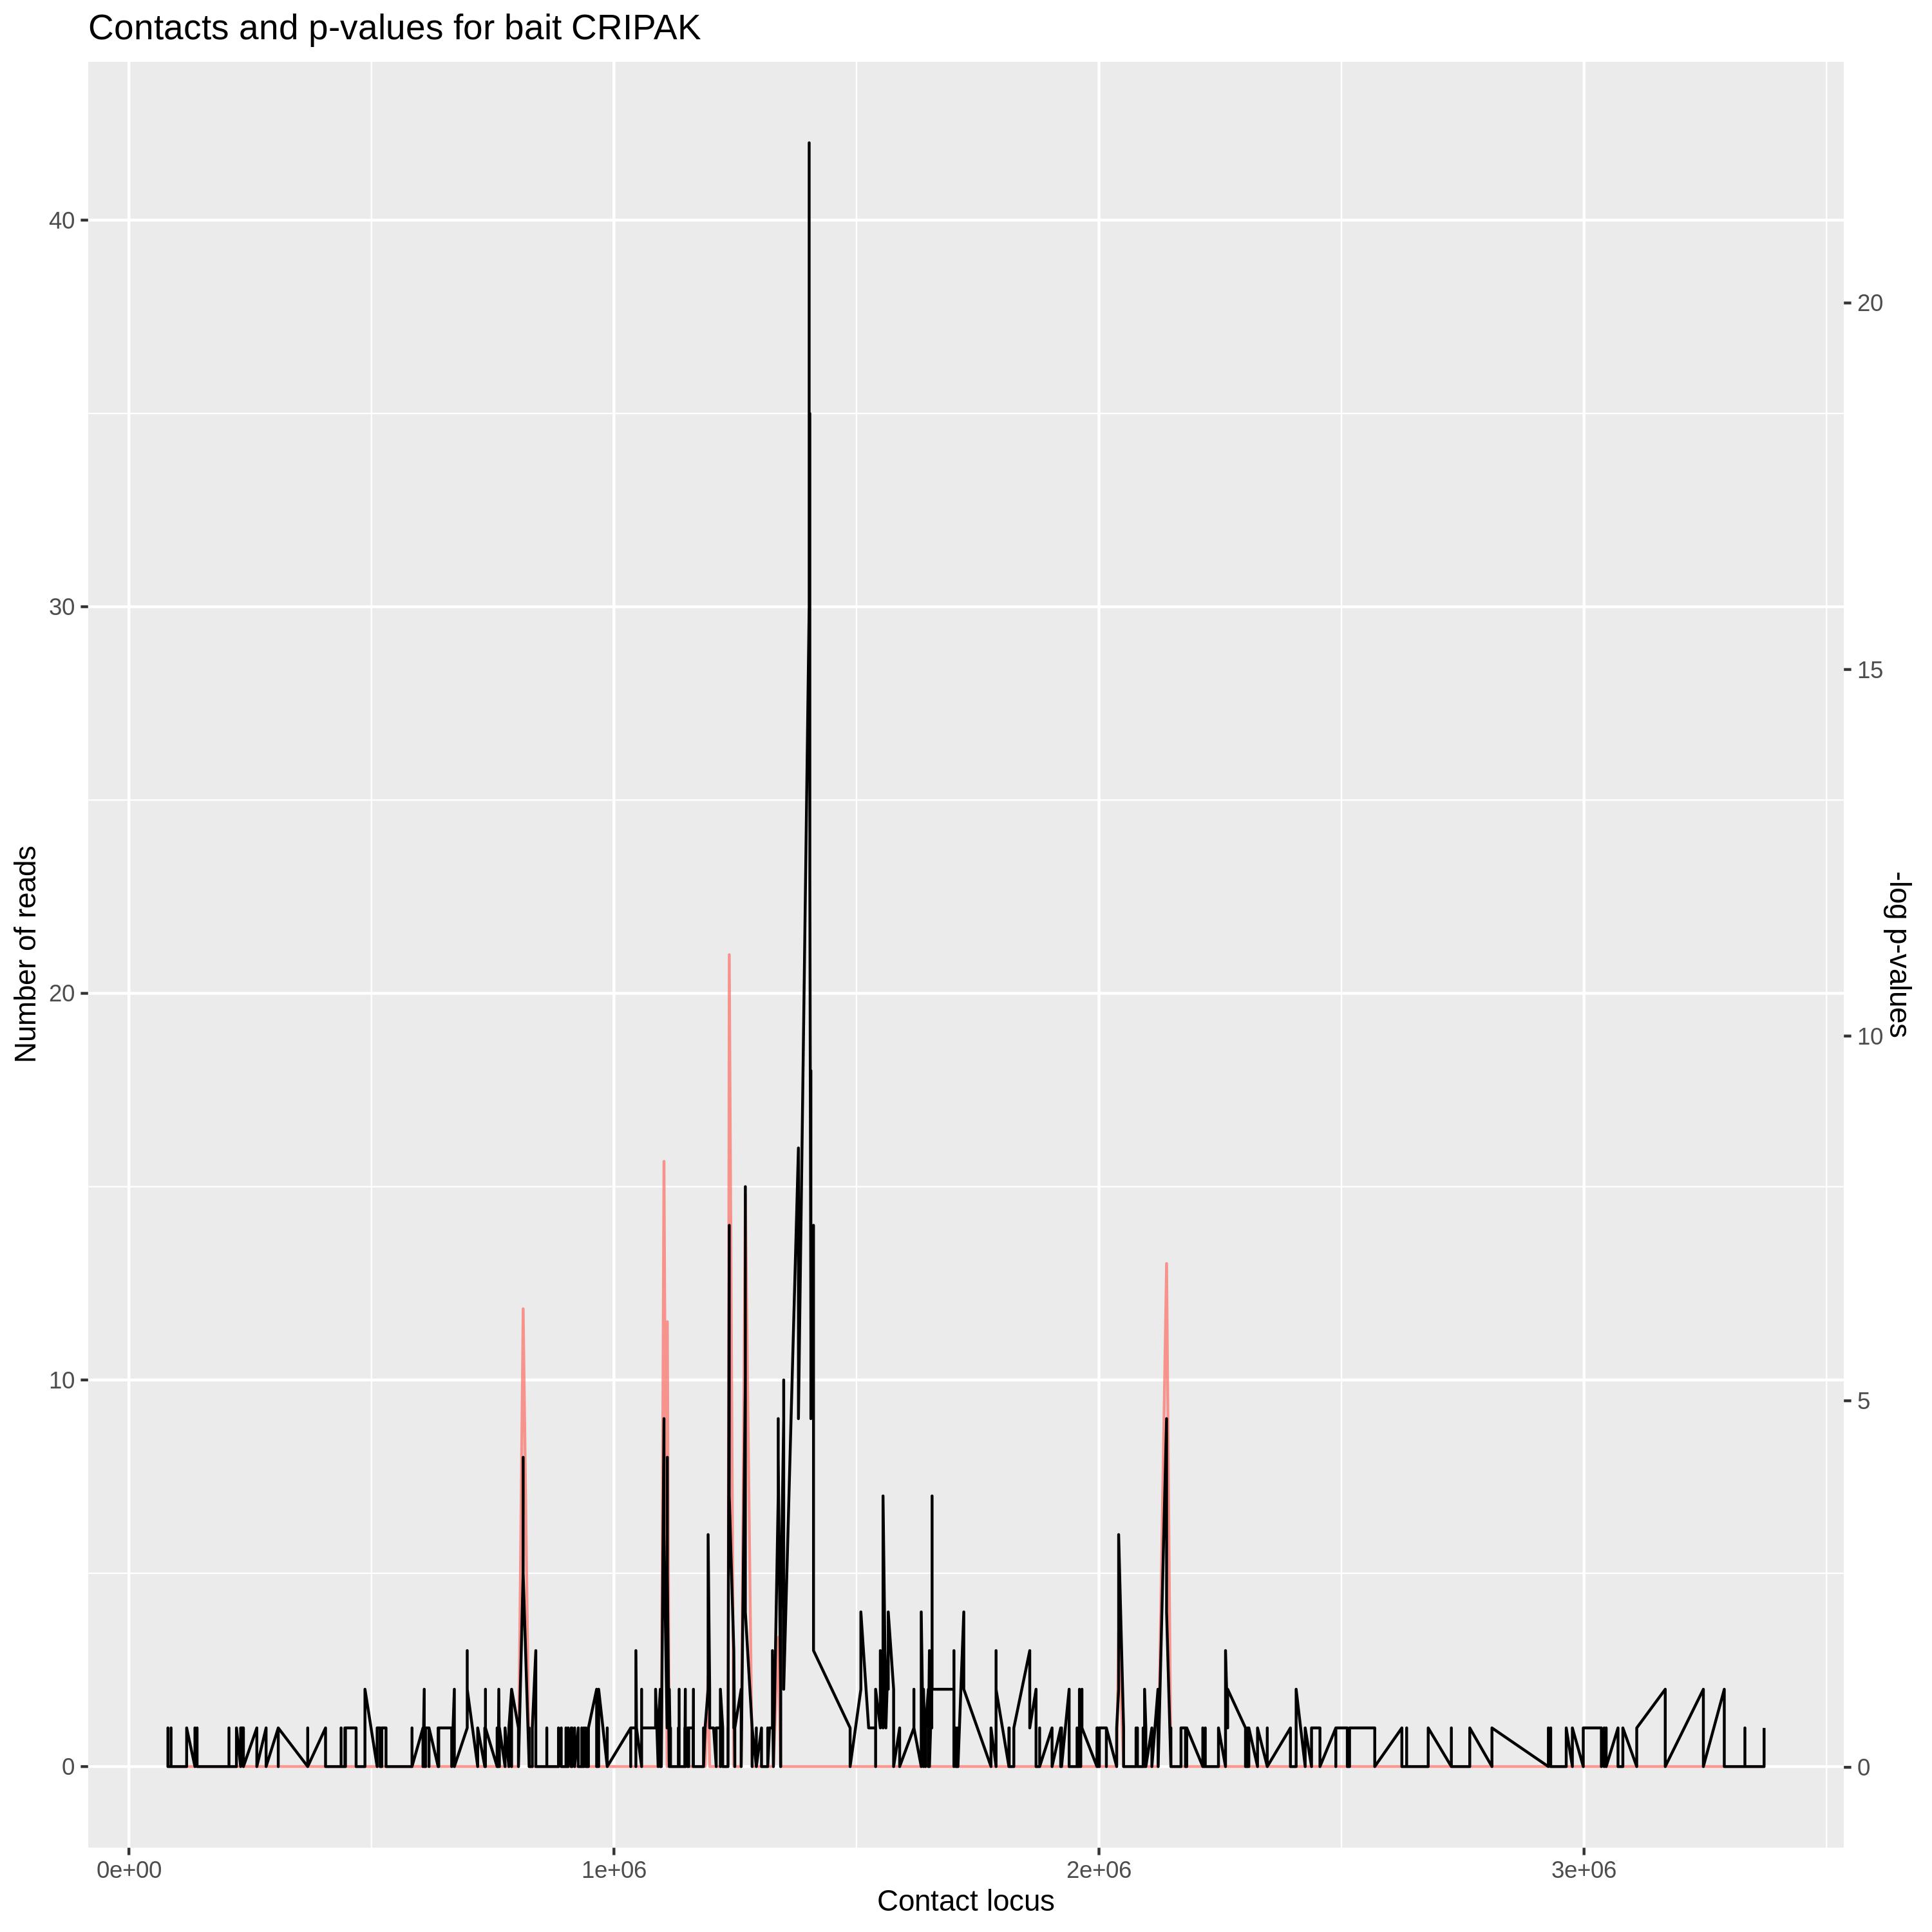 Contacts and p-values for bait CRIPAK
Number of reads
40
30
20
10
0
20
15
10
5
0
-log p-values
0e+00 1e+06 2e+06 3e+06
Contact locus